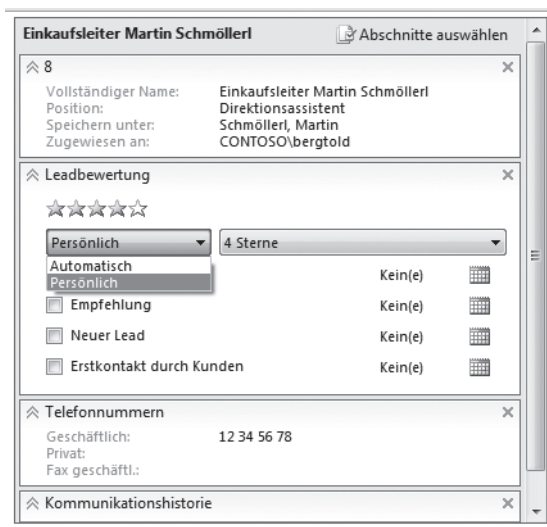 Einkaufsleiter Martin Schmöllerl Abschnitte auswählen
8
Vollständiger Name: Einkaufsleiter Martin Schmöllerl
Position: Direktionsassistent
Speichern unter: Schmöllerl, Martin
Zugewiesen an: CONTOSO\bergtold
Leadbewertung
Persönlich 4 Sterne
Automatisch
Persönlich Kein(e)
Empfehlung Kein(e)
Neuer Lead Kein(e)
Erstkontakt durch Kunden Kein(e)
Telefonnummern
Geschäftlich: 12 34 56 78
Privat:
Fax geschäftl.:
Kommunikationshistorie